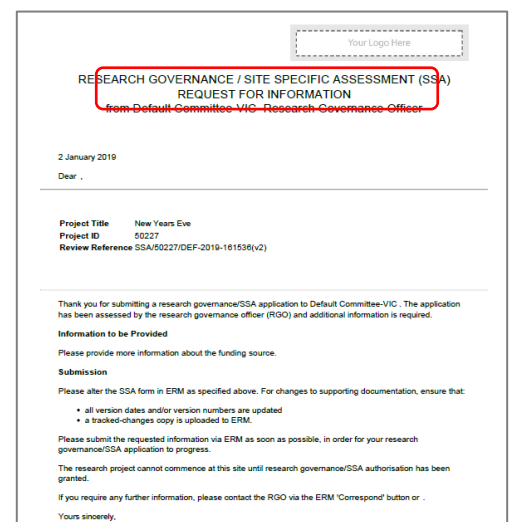 Your Logo Here
RESEARCH GOVERNANCE / SITE SPECIFIC ASSESSMENT (SSA)
REQUEST FOR INFORMATION
from Default Committee-VIC Research Governance Officer
2 January 2019
Dear ,
Project Title New Years Eve
Project ID 50227
Review Reference SSA/50227/DEF-2019-161536(v2)
Thank you for submitting a research governance/SSA application to Default Committee-VIC . The application
has been assessed by the research governance officer (RGO) and additional information is required.
Information to be Provided
Please provide more information about the funding source.
Submission
Please alter the SSA form in ERM as specified above. For changes to supporting documentation, ensure that:
• all version dates and/or version numbers are updated
• a tracked-changes copy is uploaded to ERM.
Please submit the requested information via ERM as soon as possible, in order for your research
governance/SSA application to progress.
The research project cannot commence at this site until research governance/SSA authorisation has been
granted.
If you require any further information, please contact the RGO via the ERM 'Correspond' button or .
Yours sincerely,